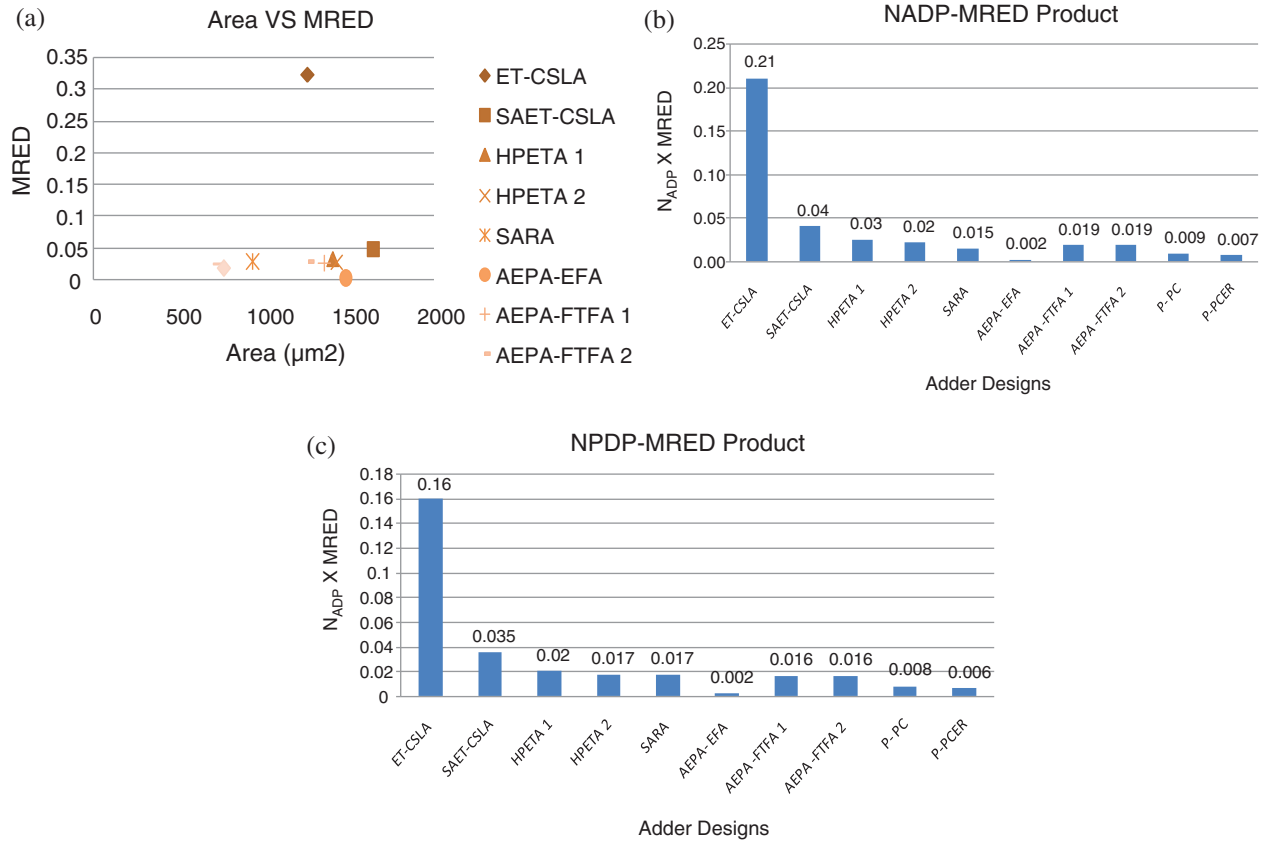 (a)
Area VS MRED
0.35
0.3
0.25
0.2
0.15
0.1
0.05
0
MRED
0 500 1000 1500 2000
Area (µm2)
ET-CSLA
SAET-CSLA
HPETA 1
HPETA 2
SARA
AEPA-EFA
AEPA-FTFA 1
AEPA-FTFA 2
(b)
NADP-MRED Product
0.25
0.20
0.15
0.10
0.05
0.00
N_ADP X MRED
0.21 0.04 0.03 0.02 0.015 0.002 0.019 0.019 0.009 0.007
ET-CSLA
SAET-CSLA
HPETA 1
HPETA 2
SARA
AEPA-EFA
AEPA -FTFA 1
AEPA -FTFA 2
P- PC
P-PCER
Adder Designs
(c)
NPDP-MRED Product
0.18
0.16
0.14
0.12
0.1
0.08
0.06
0.04
0.02
0
N_ADP X MRED
0.16 0.035 0.02 0.017 0.017 0.002 0.016 0.016 0.008 0.006
ET-CSLA
SAET-CSLA
HPETA 1
HPETA 2
SARA
AEPA- EFA
AEPA -FTFA 1
AEPA -FTFA 2
P- PC
P-PCER
Adder Designs